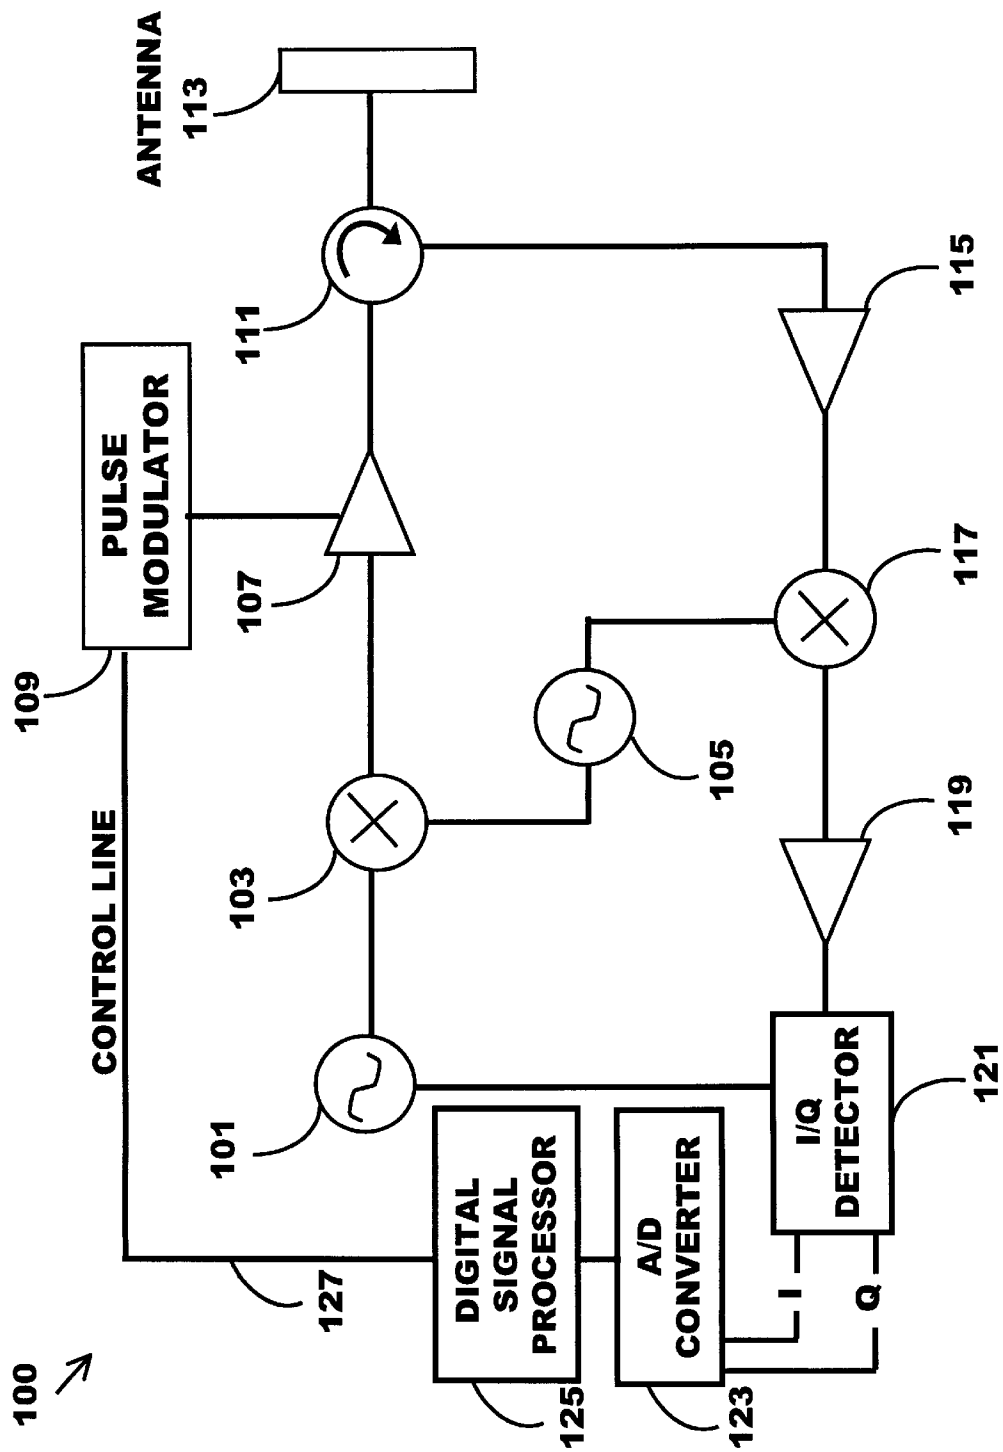 100
127
CONTROL LINE
109
PULSE
MODULATOR
ANTENNA
113
101
103
107
111
105
DIGITAL
SIGNAL
PROCESSOR
125
A/D
CONVERTER
123
I
Q
I/Q
DETECTOR
121
119
117
115